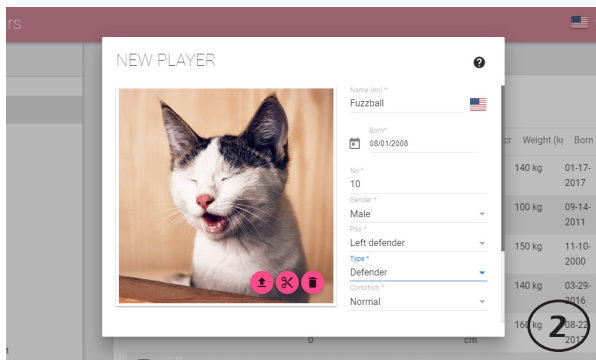 rs
NEW PLAYER
?
Name (en) *
Fuzzball
Born*
08/01/2008
No *
10
Gender *
Male
Pos *
Left defender
Type *
Defender
Condition *
Normal
cr Weight (kg Born
140 kg 01-17-
2017
100 kg 09-14-
2011
150 kg 11-10-
2000
140 kg 03-29-
2016
160 kg 08-22-
2017
2
t
0 cm